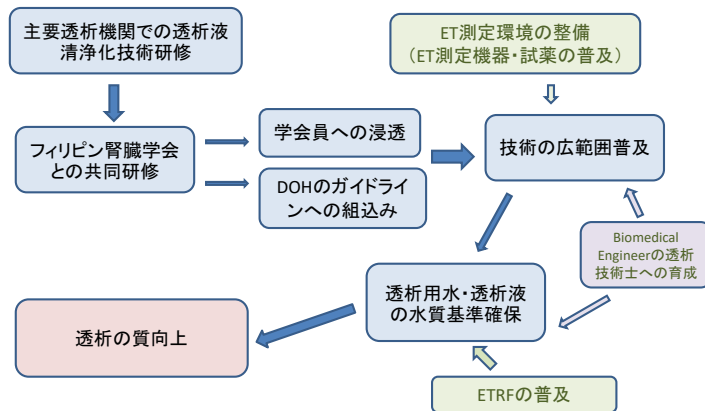 主要透析機関での透析液
清浄化技術研修
ET測定環境の整備
（ET測定機器・試薬の普及）
フィリピン腎臓学会
との共同研修
学会員への浸透
DOHのガイドライ
ンへの組込み
技術の広範囲普及
Biomedical
Engineerの透析
技術士への育成
透析用水・透析液
の水質基準確保
透析の質向上
ETRFの普及